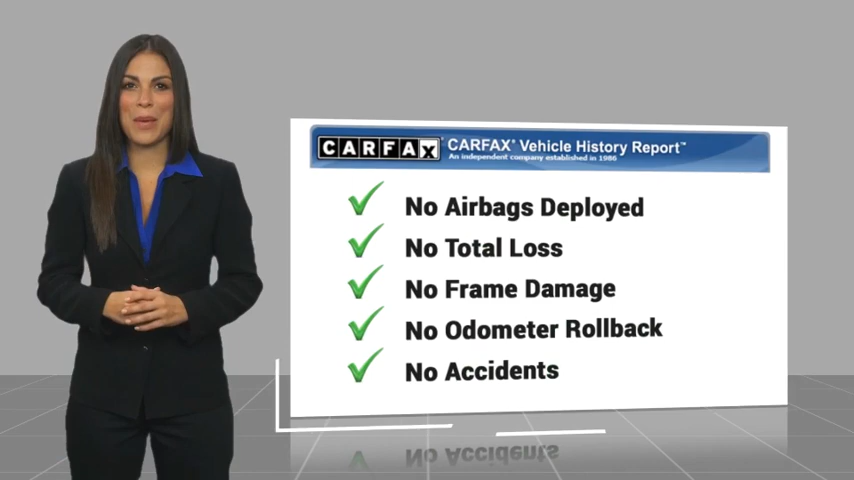 CARFAX® CARFAX® Vehicle History Report™
An independent company established in 1986
No Airbags Deployed
No Total Loss
No Frame Damage
No Odometer Rollback
No Accidents
No Accidents